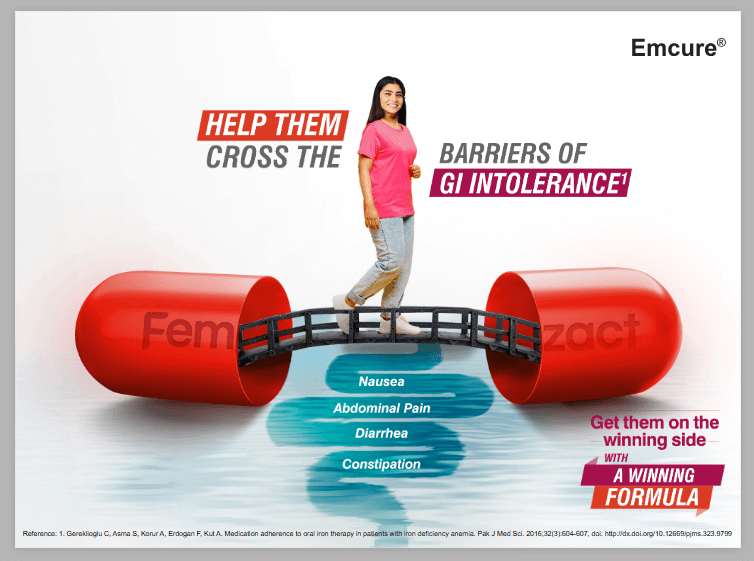 Emcure®
HELP THEM
CROSS THE
BARRIERS OF
GI INTOLERANCE¹
Fem zact
Nausea
Abdominal Pain
Diarrhea
Constipation
Get them on the
winning side
WITH
A WINNING
FORMULA
Reference: 1. Gereklioglu C, Asma S, Korur A, Erdogan F, Kut A. Medication adherence to oral iron therapy in patients with iron deficiency anemia. Pak J Med Sci. 2016;32(3):604-607, doi: http://dx.doi.org/10.12669/pjms.323.9799